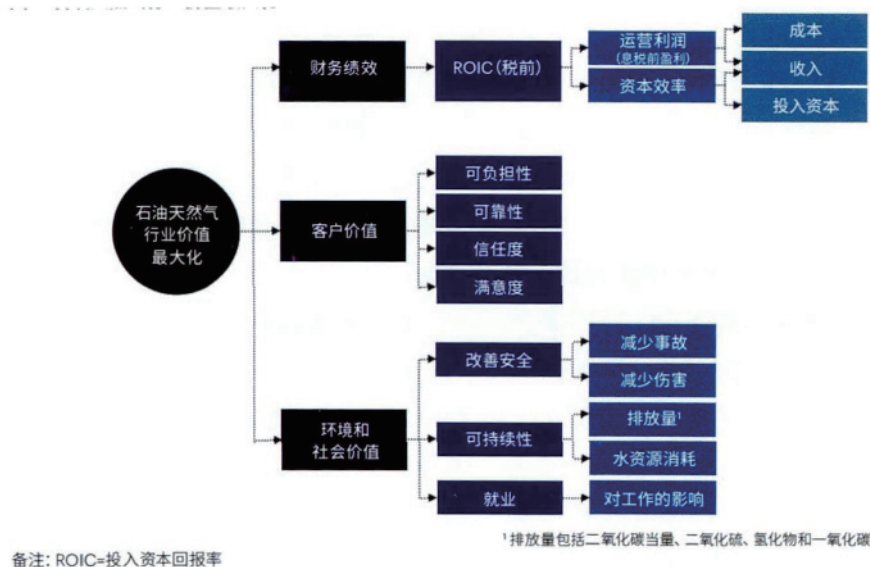 财务绩效
ROIC(税前)
运营利润
(息税前盈利)
资本效率
成本
收入
投入资本
石油天然气
行业价值
最大化
客户价值
可负担性
可靠性
信任度
满意度
环境和
社会价值
改善安全
减少事故
减少伤害
可持续性
排放量¹
水资源消耗
就业
对工作的影响
¹排放量包括二氧化碳当量、二氧化硫、氢化物和一氧化碳
备注: ROIC=投入资本回报率